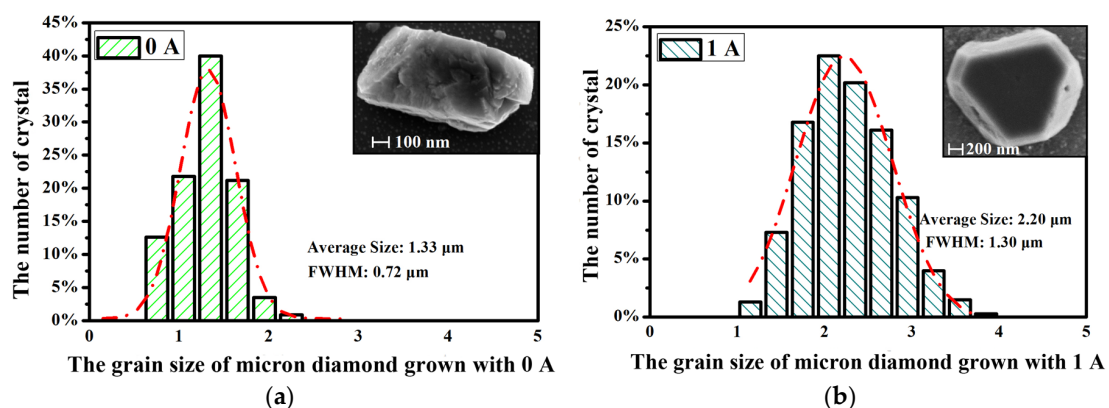 45%
40%
35%
30%
25%
20%
15%
10%
5%
0%
The number of crystal
0 A
100 nm
Average Size: 1.33 µm
FWHM: 0.72 µm
0 1 2 3 4 5
The grain size of micron diamond grown with 0 A
(a)
25%
20%
15%
10%
5%
0%
The number of crystal
1 A
200 nm
Average Size: 2.20 µm
FWHM: 1.30 µm
0 1 2 3 4 5
The grain size of micron diamond grown with 1 A
(b)